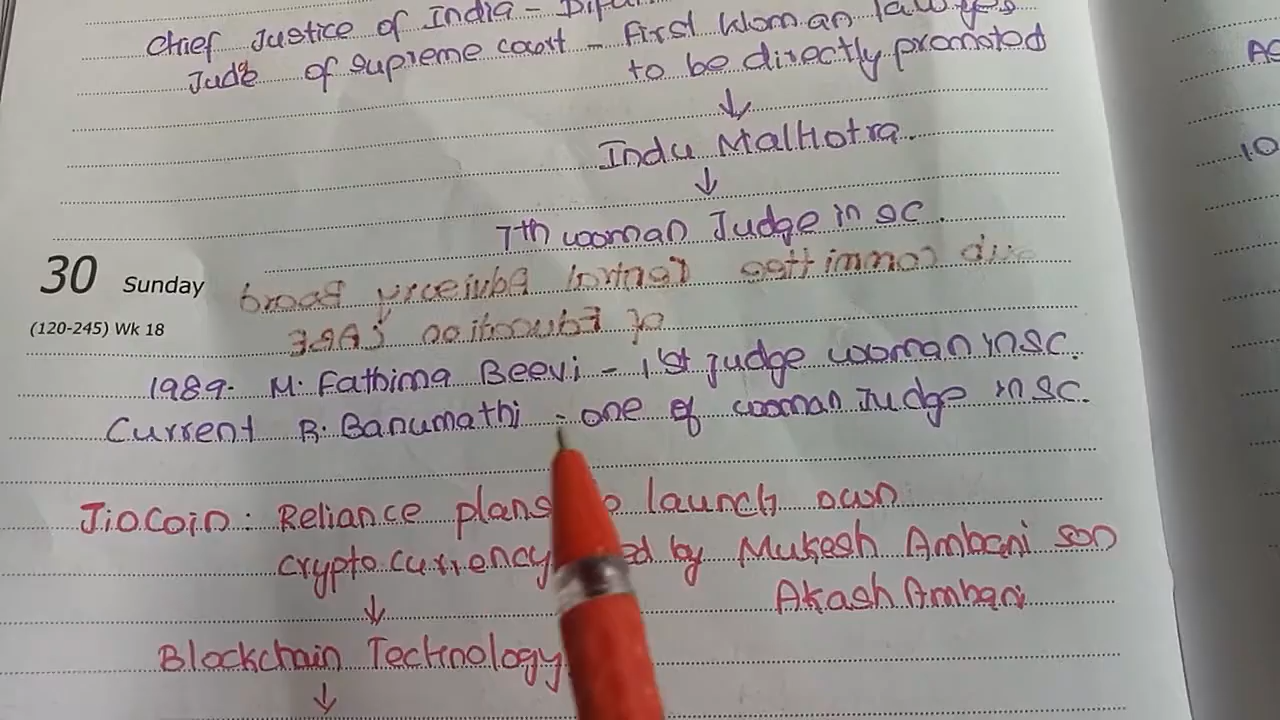 Chief Justice of India -
Judge of Supreme court - First Woman lawyer
to be directly promoted
↓
Indu Malhotra.
↓
7th woman Judge in SC.
30 Sunday
(120-245) Wk 18
1989- M. Fathima Beevi - 1st judge woman in SC.
Current R. Banumathi - one of woman Judge in SC.
JioCoin: Reliance plans to launch own
cryptocurrency led by Mukesh Ambani son
Akash Ambani
↓
Blockchain Technology
↓
10